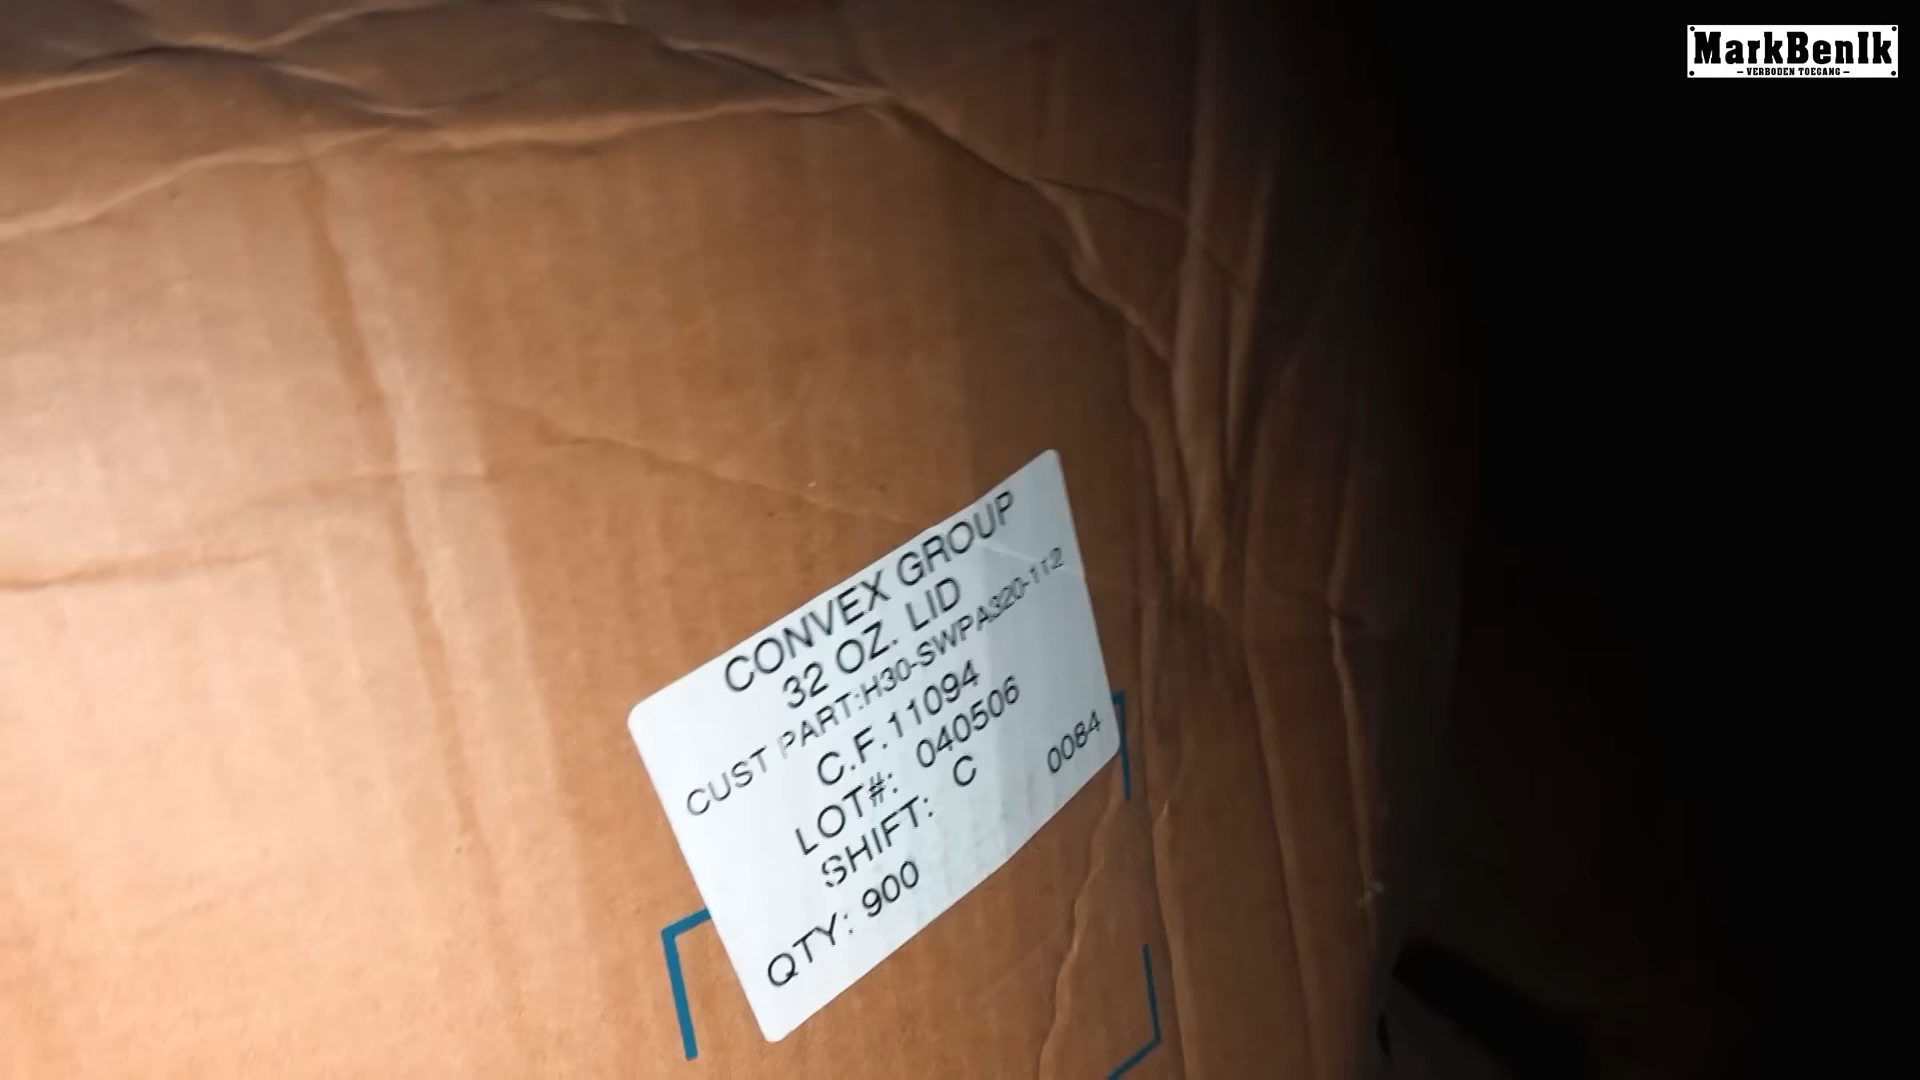 MarkBenIk
– VERBODEN TOEGANG –
CONVEX GROUP
32 OZ. LID
CUST PART:H30-SWPA320-112
C.F.11094
LOT#: 040506
SHIFT: C 0084
QTY: 900